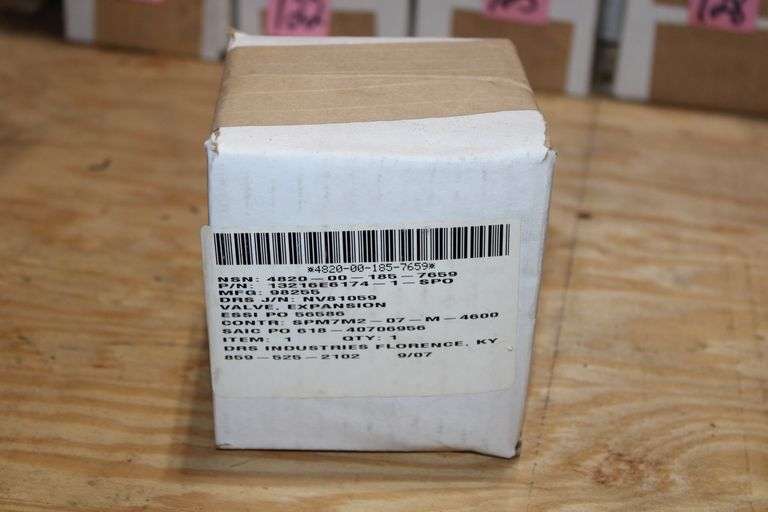 122
128
*4820-00-185-7659*
NSN: 4820-00-185-7659
P/N: 13216E6174-1-SPO
MFG: 98255
DRS J/N: NV81059
VALVE, EXPANSION
ESSI PO 56586
CONTR: SPM7M2-07-M-4600
SAIC PO 618-40706956
ITEM: 1 QTY: 1
DRS INDUSTRIES FLORENCE, KY
859-525-2102 9/07